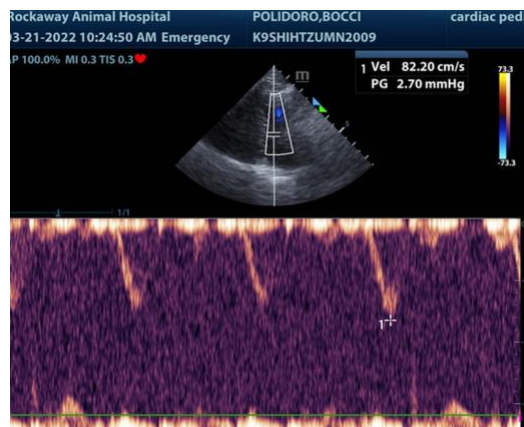 Rockaway Animal Hospital POLIDORO,BOCCI cardiac ped
03-21-2022 10:24:50 AM Emergency K9SHIHTZUMN2009
AP 100.0% MI 0.3 TIS 0.3
1 Vel 82.20 cm/s
PG 2.70 mmHg
73.3
m
5
-73.3
1/1
1